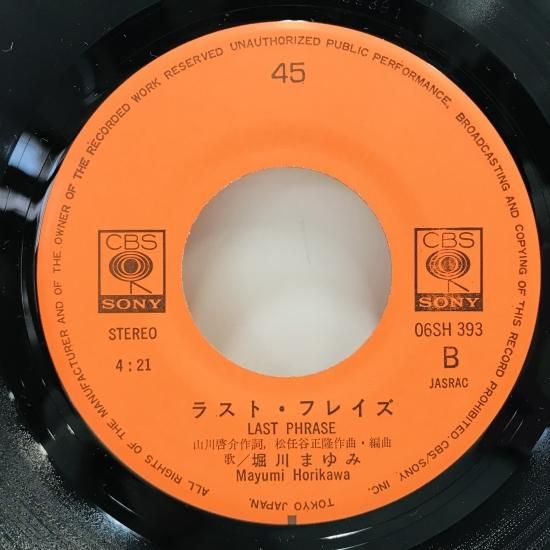 ALL RIGHTS OF THE MANUFACTURER AND OF THE OWNER OF THE RECORDED WORK RESERVED UNAUTHORIZED PUBLIC PERFORMANCE, BROADCASTING AND COPYING OF THIS RECORD PROHIBITED. CBS/SONY, INC. TOKYO JAPAN.
45
CBS
SONY
STEREO
4:21
CBS
SONY
06SH 393
B
JASRAC
ラスト・フレイズ
LAST PHRASE
山川啓介作詞, 松任谷正隆作曲・編曲
歌／堀川まゆみ
Mayumi Horikawa